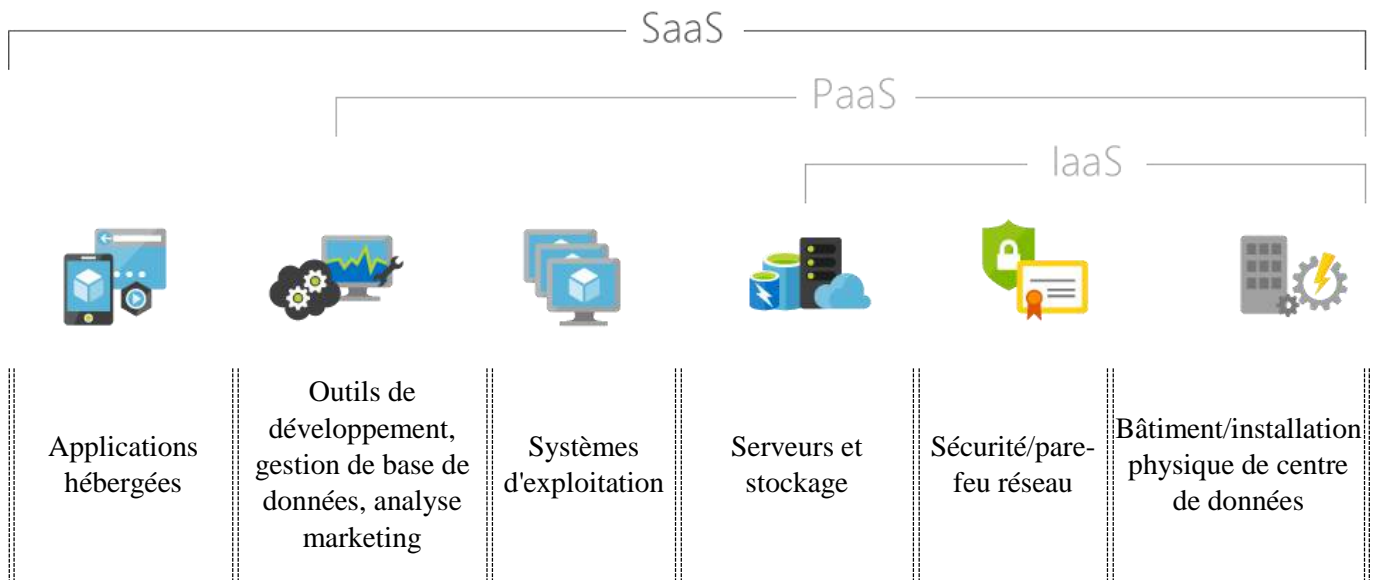 SaaS
PaaS
IaaS
Applications
hébergées
Outils de
développement,
gestion de base de
données, analyse
marketing
Systèmes
d'exploitation
Serveurs et
stockage
Sécurité/pare-
feu réseau
Bâtiment/installation
physique de centre
de données